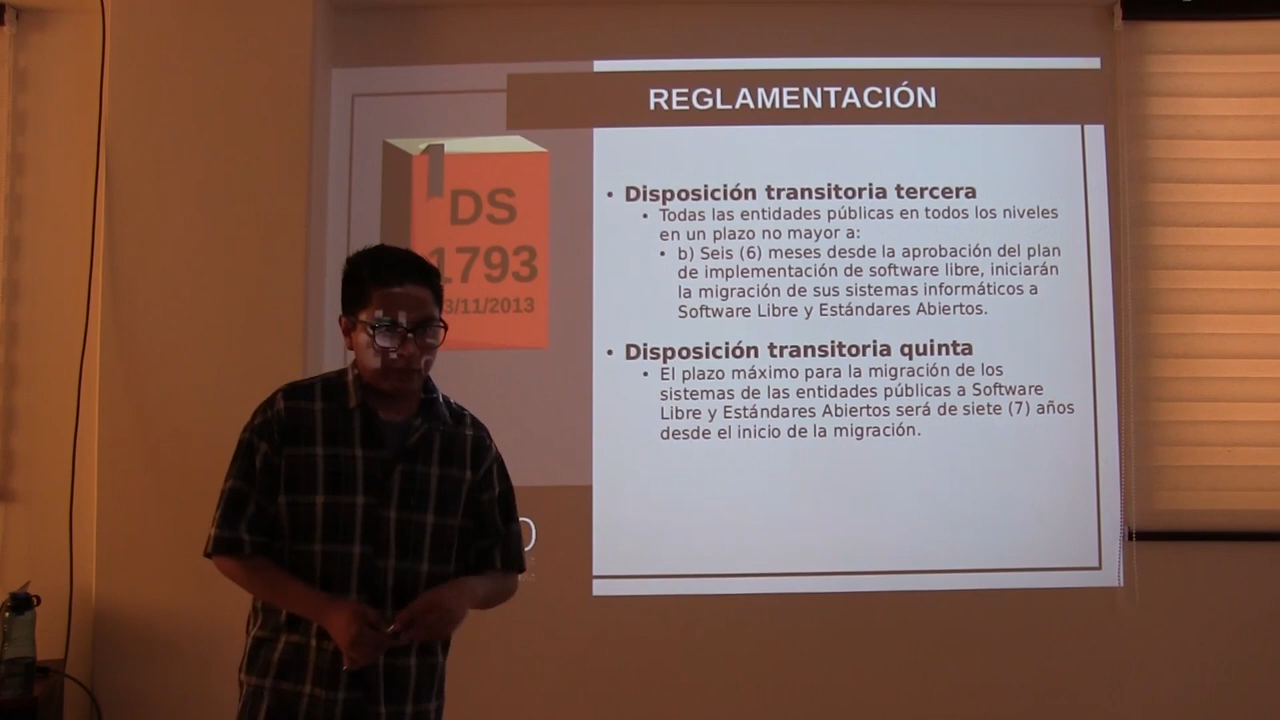 REGLAMENTACIÓN
DS
1793
3/11/2013
• Disposición transitoria tercera
• Todas las entidades públicas en todos los niveles
en un plazo no mayor a:
• b) Seis (6) meses desde la aprobación del plan
de implementación de software libre, iniciarán
la migración de sus sistemas informáticos a
Software Libre y Estándares Abiertos.
• Disposición transitoria quinta
• El plazo máximo para la migración de los
sistemas de las entidades públicas a Software
Libre y Estándares Abiertos será de siete (7) años
desde el inicio de la migración.